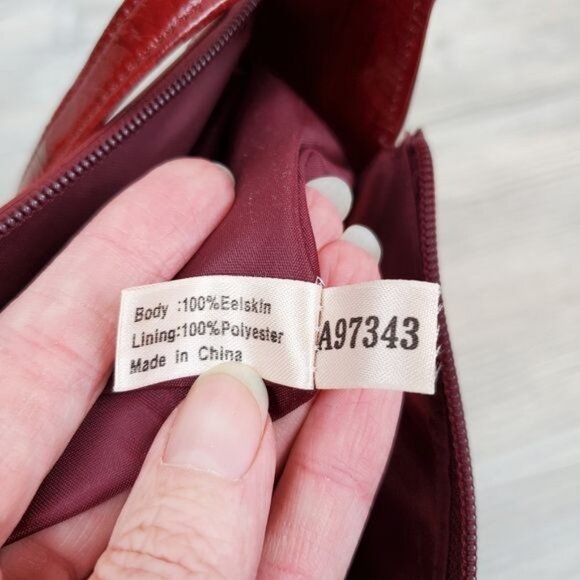 Body :100%Eelskin
Lining:100%Polyester
Made in China
A97343